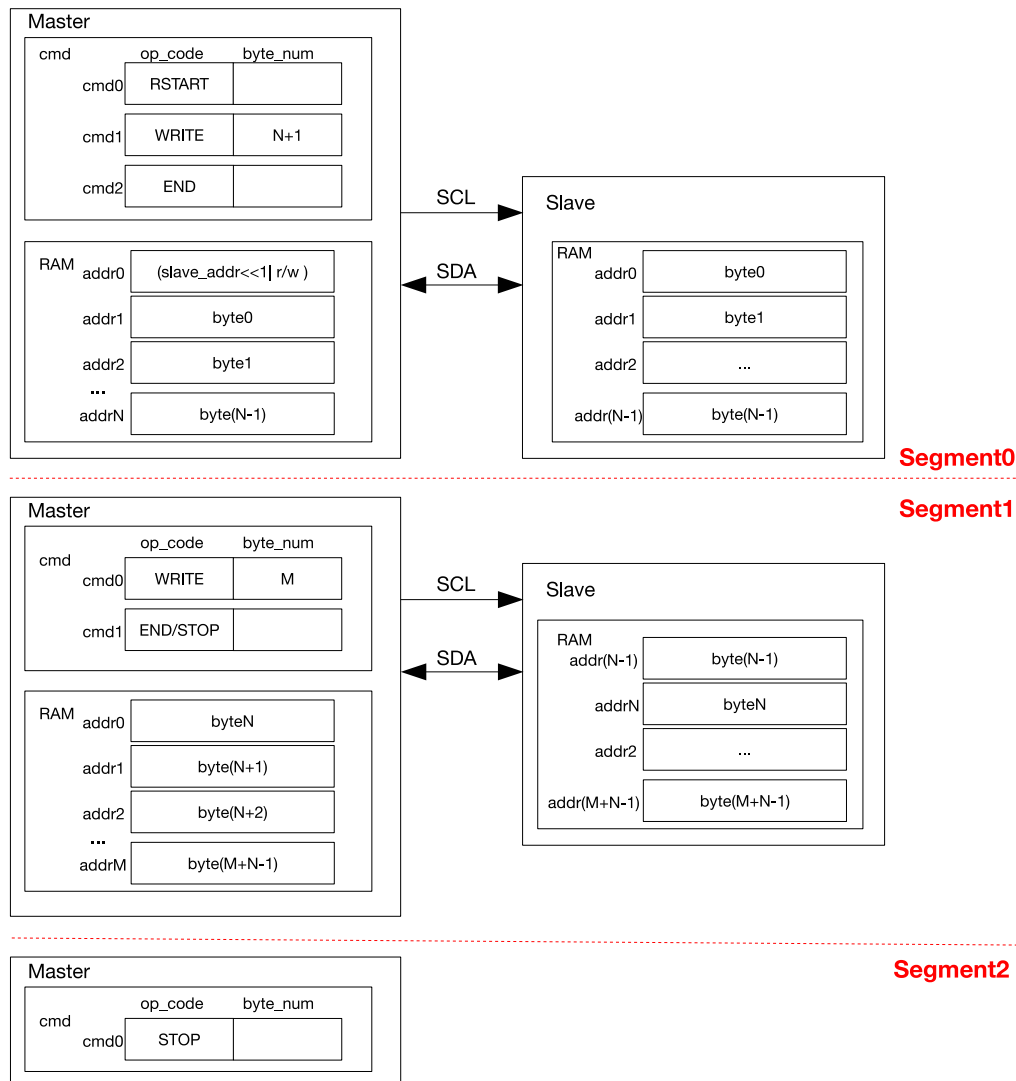 Master
cmd op_code byte_num
cmd0 RSTART
cmd1 WRITE N+1
cmd2 END
RAM
addr0 (slave_addr<<1| r/w )
addr1 byte0
addr2 byte1
...
addrN byte(N-1)
SCL
SDA
Slave
RAM
addr0 byte0
addr1 byte1
addr2 ...
addr(N-1) byte(N-1)
Segment0
Segment1
Master
op_code byte_num
cmd
cmd0 WRITE M
cmd1 END/STOP
RAM
addr0 byteN
addr1 byte(N+1)
addr2 byte(N+2)
...
addrM byte(M+N-1)
SCL
SDA
Slave
RAM
addr(N-1) byte(N-1)
addrN byteN
addr2 ...
addr(M+N-1) byte(M+N-1)
Segment2
Master
op_code byte_num
cmd
cmd0 STOP